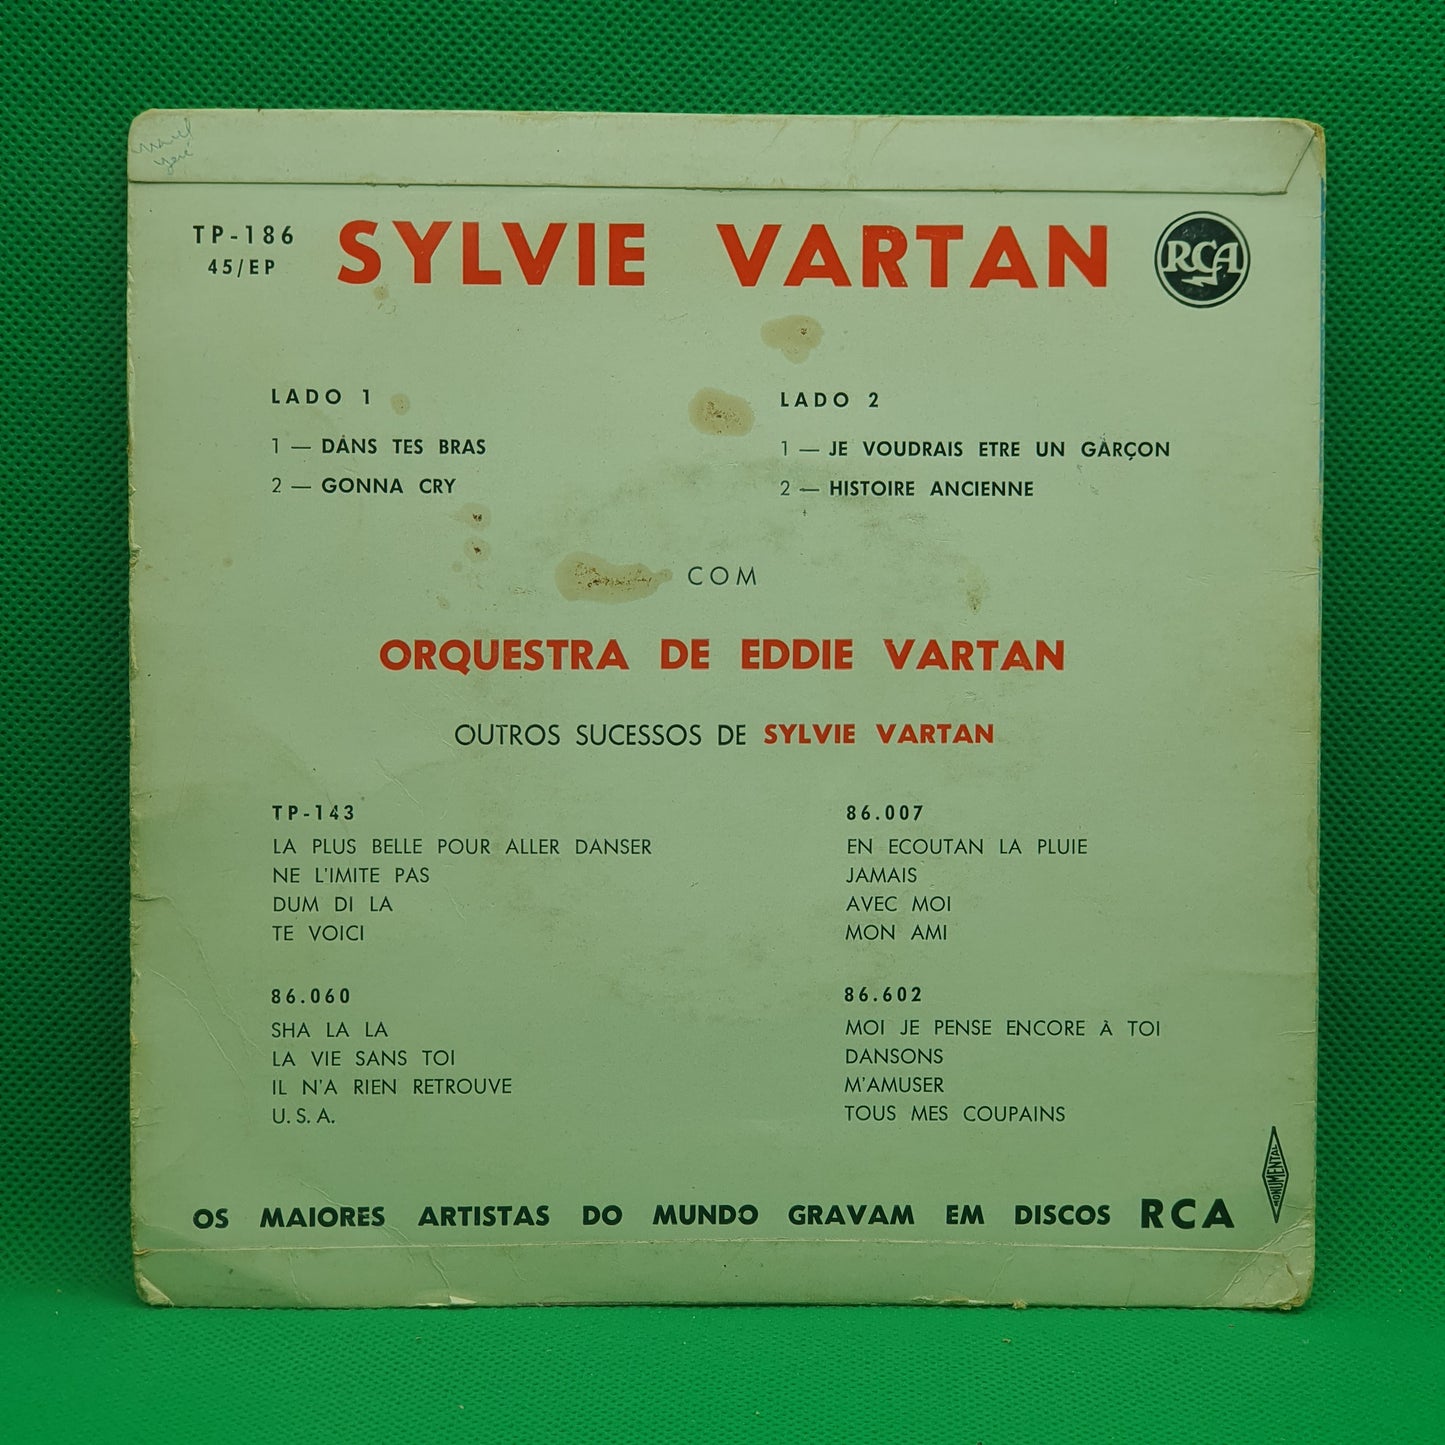 TP-186
45/EP
SYLVIE VARTAN
RCA
LADO 1
1 — DANS TES BRAS
2 — GONNA CRY
LADO 2
1 — JE VOUDRAIS ETRE UN GARÇON
2 — HISTOIRE ANCIENNE
COM
ORQUESTRA DE EDDIE VARTAN
OUTROS SUCESSOS DE SYLVIE VARTAN
TP-143
LA PLUS BELLE POUR ALLER DANSER
NE L'IMITE PAS
DUM DI LA
TE VOICI
86.007
EN ECOUTAN LA PLUIE
JAMAIS
AVEC MOI
MON AMI
86.060
SHA LA LA
LA VIE SANS TOI
IL N'A RIEN RETROUVE
U.S.A.
86.602
MOI JE PENSE ENCORE À TOI
DANSONS
M'AMUSER
TOUS MES COUPAINS
MONUMENTAL
OS MAIORES ARTISTAS DO MUNDO GRAVAM EM DISCOS RCA